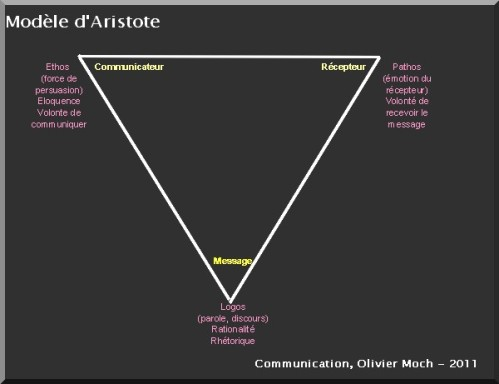 Modèle d'Aristote
Ethos
(force de
persuasion)
Eloquence
Volonte de
communiquer
Communicateur
Récepteur
Pathos
(émotion du
récepteur)
Volonté de
recevoir le
message
Message
Logos
(parole, discours)
Rationalité
Rhétorique
Communication, Olivier Moch - 2011